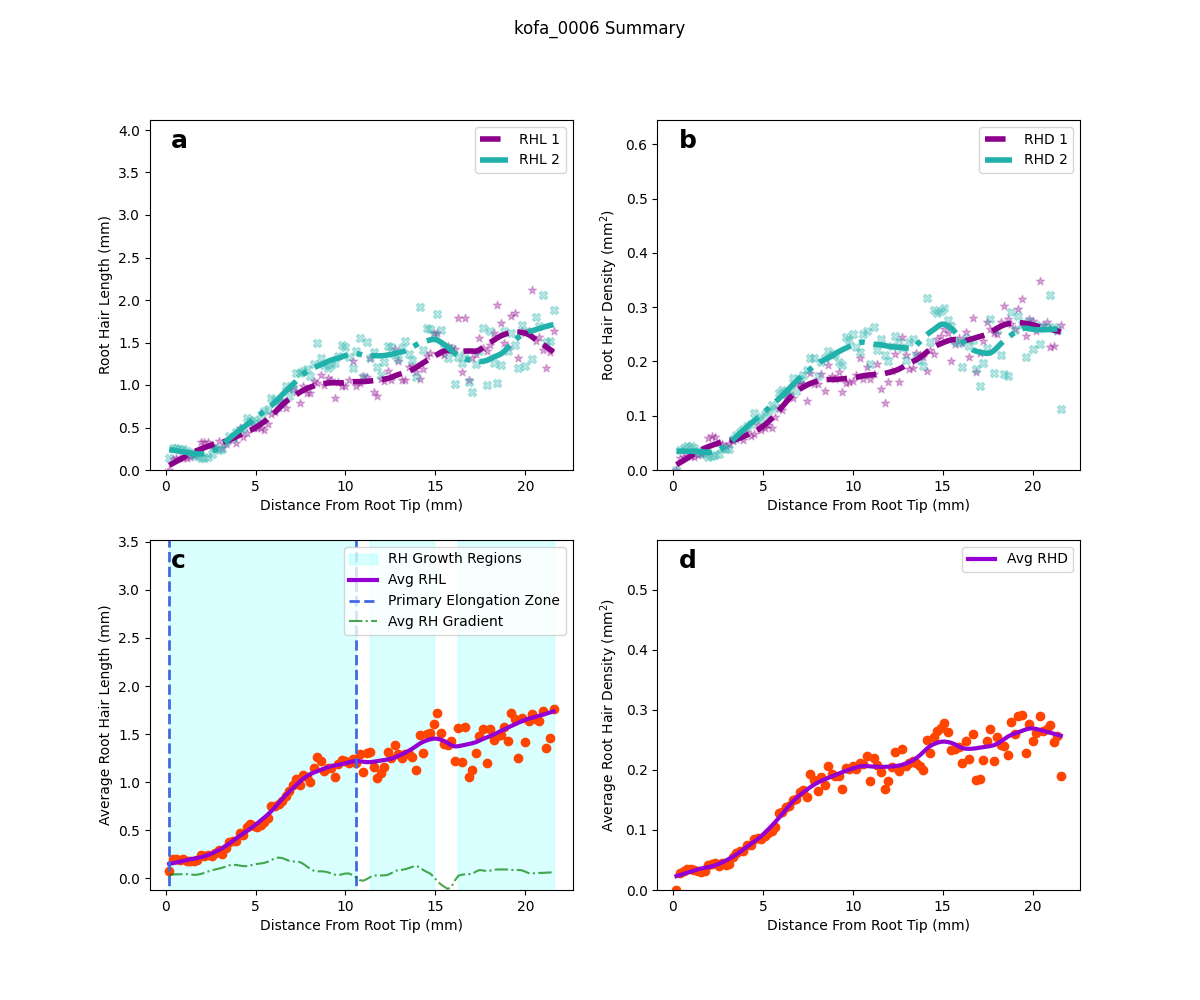 kofa_0006 Summary
a
RHL 1
RHL 2
4.0
3.5
3.0
2.5
2.0
1.5
1.0
0.5
0.0
Root Hair Length (mm)
0 5 10 15 20
Distance From Root Tip (mm)
b
RHD 1
RHD 2
0.6
0.5
0.4
0.3
0.2
0.1
0.0
Root Hair Density (mm²)
0 5 10 15 20
Distance From Root Tip (mm)
c
RH Growth Regions
Avg RHL
Primary Elongation Zone
Avg RH Gradient
3.5
3.0
2.5
2.0
1.5
1.0
0.5
0.0
Average Root Hair Length (mm)
0 5 10 15 20
Distance From Root Tip (mm)
d
Avg RHD
0.5
0.4
0.3
0.2
0.1
0.0
Average Root Hair Density (mm²)
0 5 10 15 20
Distance From Root Tip (mm)